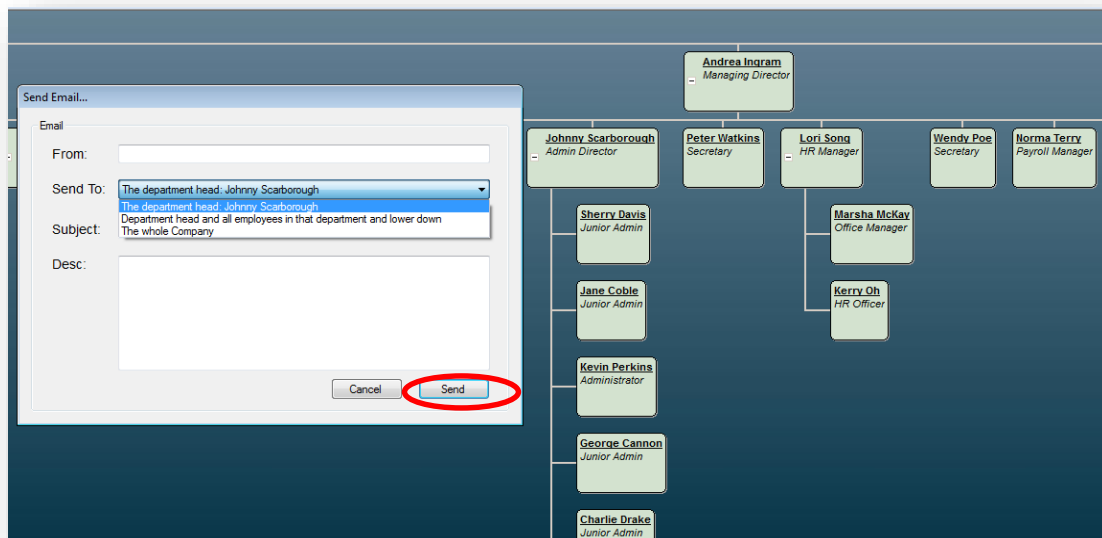 Send Email...
Email
From:
Send To: The department head: Johnny Scarborough
The department head: Johnny Scarborough
Department head and all employees in that department and lower down
The whole Company
Subject:
Desc:
Cancel Send
Andrea Ingram
Managing Director
Johnny Scarborough
Admin Director
Peter Watkins
Secretary
Lori Song
HR Manager
Wendy Poe
Secretary
Norma Terry
Payroll Manager
Sherry Davis
Junior Admin
Marsha McKay
Office Manager
Jane Coble
Junior Admin
Kerry Oh
HR Officer
Kevin Perkins
Administrator
George Cannon
Junior Admin
Charlie Drake
Junior Admin